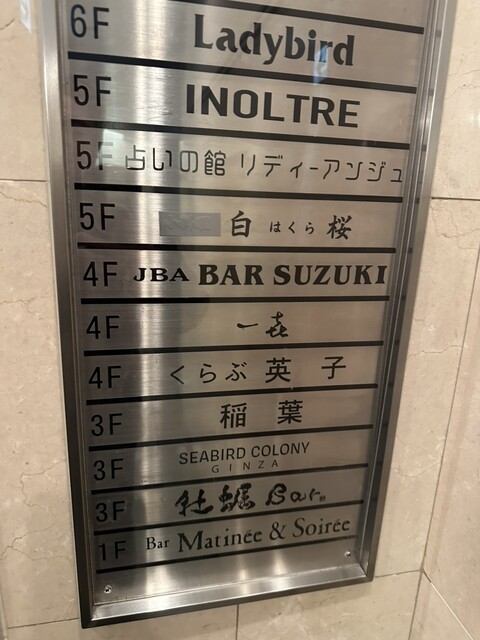 6F Ladybird
5F INOLTRE
5F 占いの館 リディーアンジュ
5F 白 はくら 桜
4F JBA BAR SUZUKI
4F 一㐂
4F くらぶ 英子
3F 稲葉
3F SEABIRD COLONY
GINZA
3F 牡蠣 Bar
1F Bar Matinée & Soirée